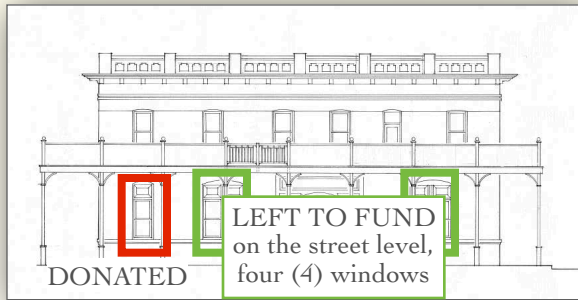 LEFT TO FUND
on the street level,
four (4) windows
DONATED